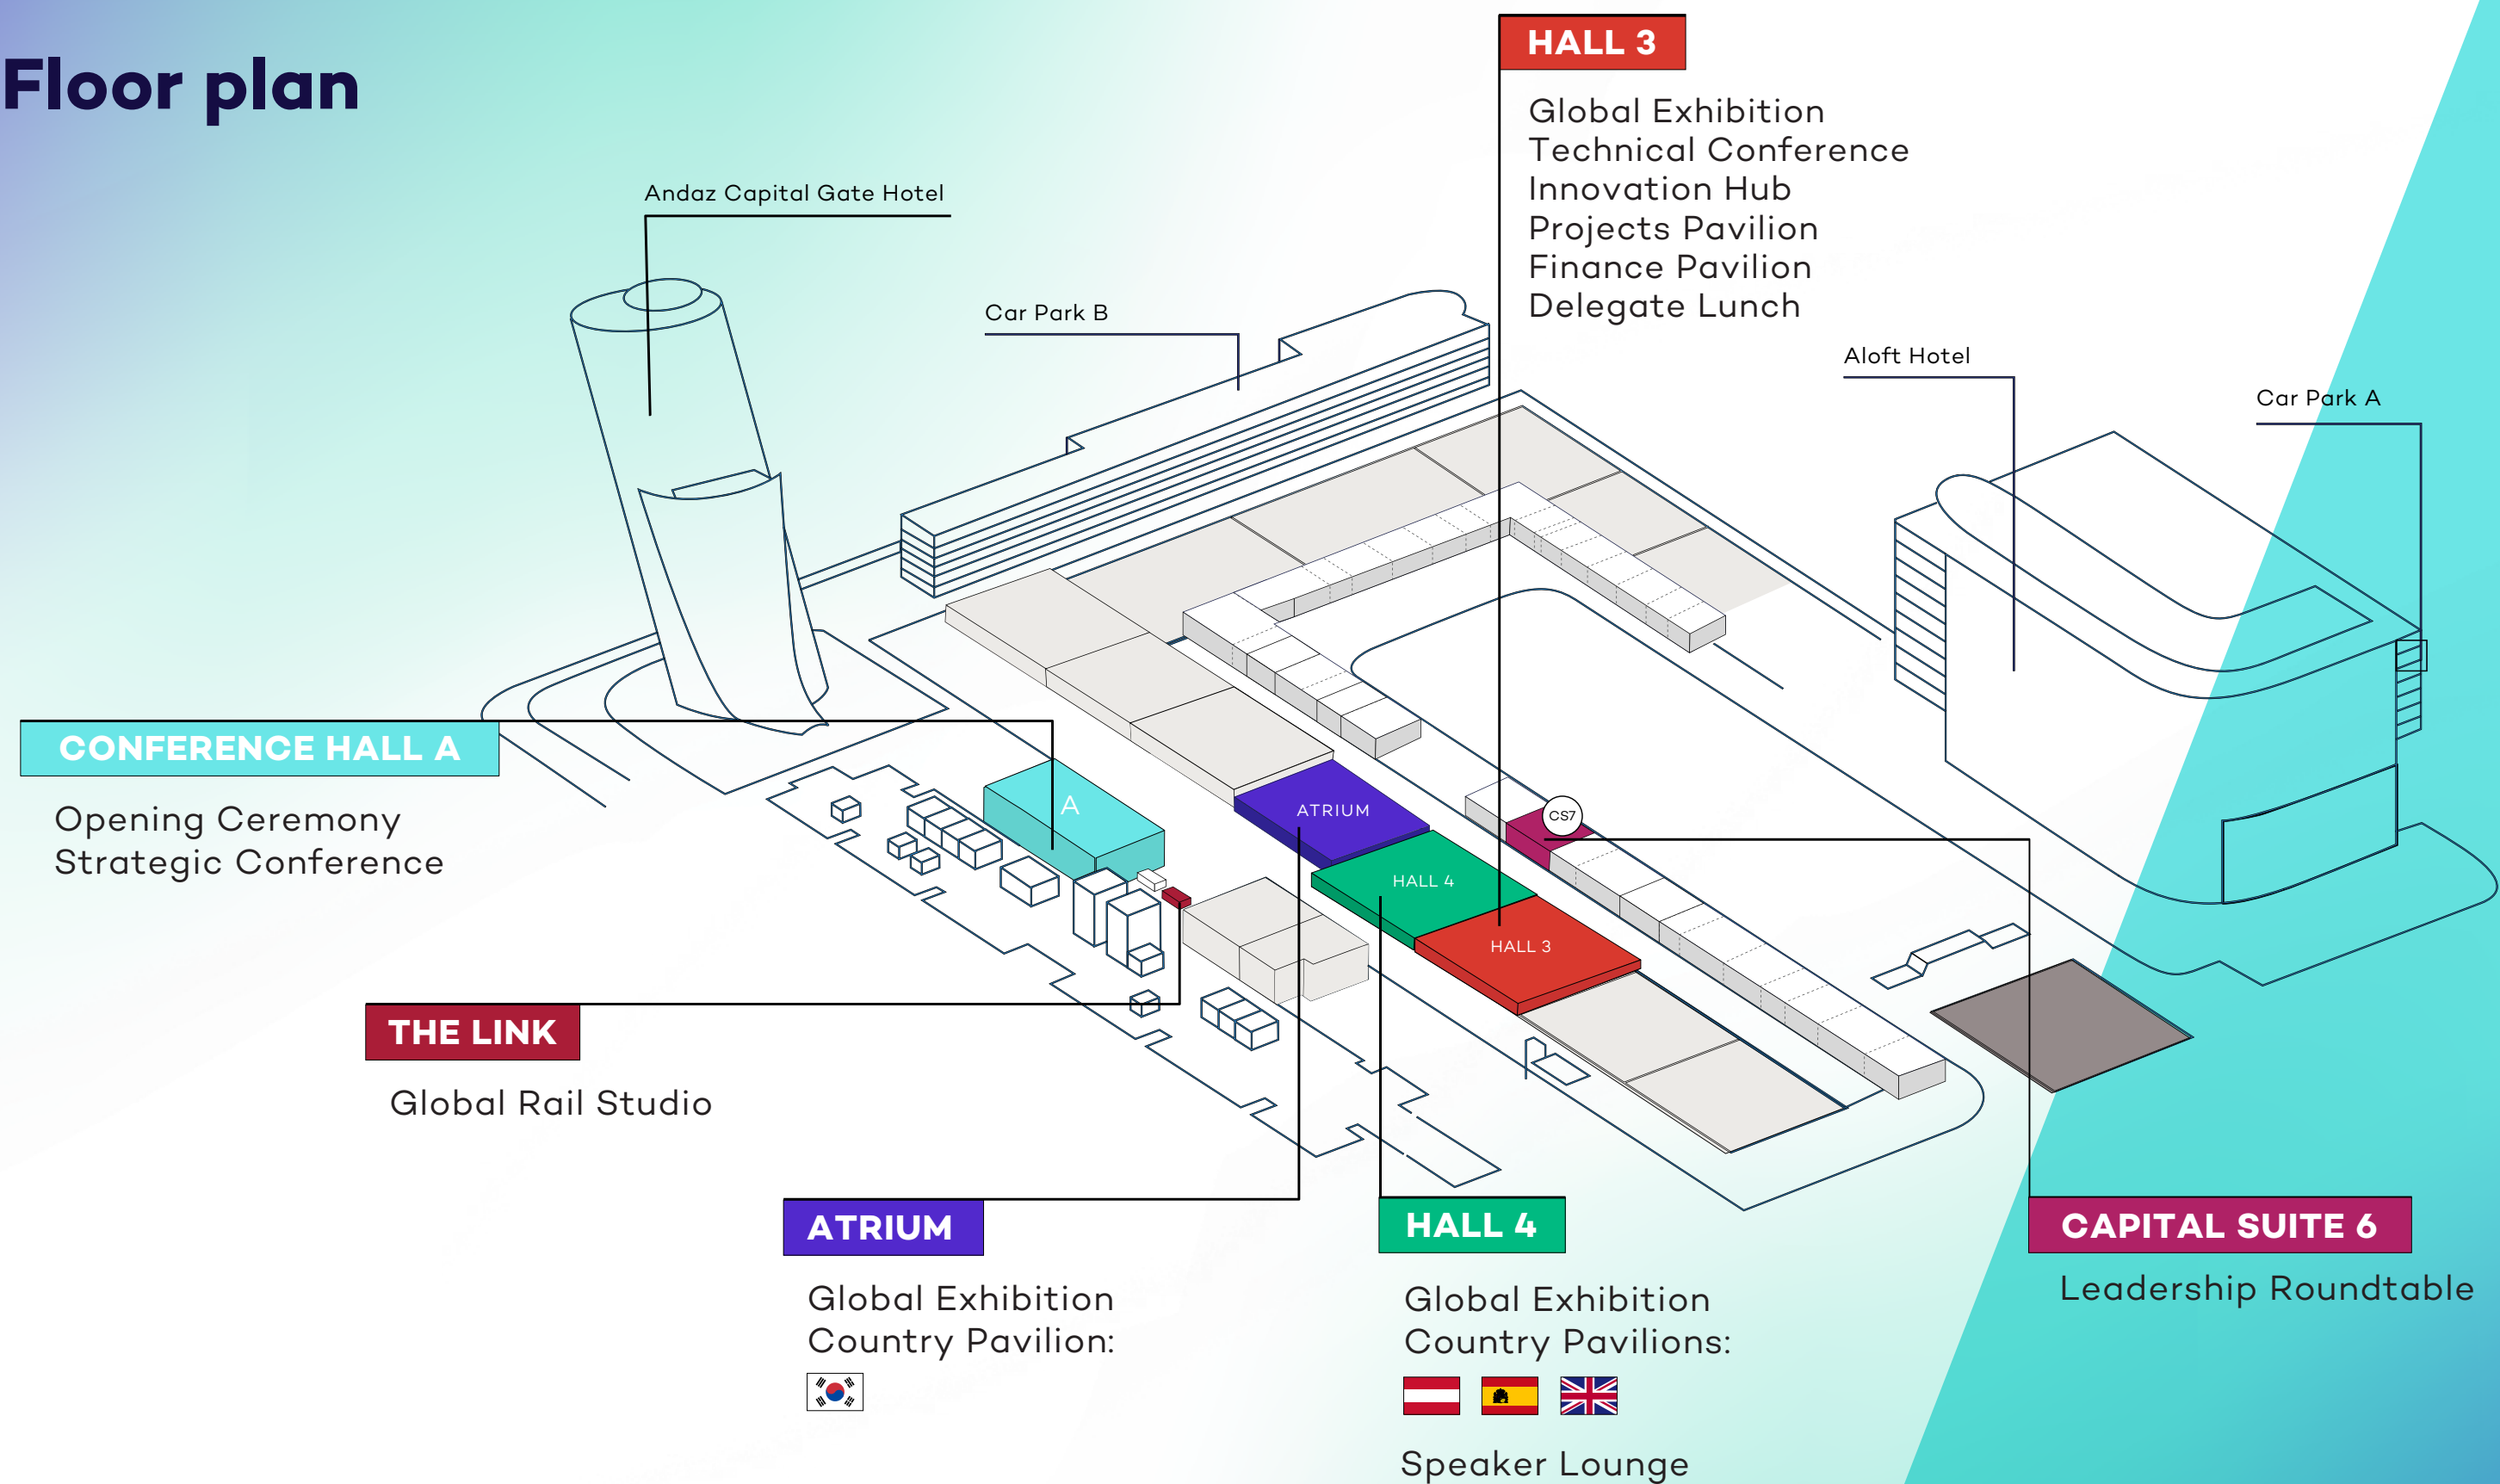 Floor plan
HALL 3
Global Exhibition
Technical Conference
Innovation Hub
Projects Pavilion
Finance Pavilion
Delegate Lunch
Andaz Capital Gate Hotel
Car Park B
Aloft Hotel
Car Park A
CONFERENCE HALL A
Opening Ceremony
Strategic Conference
A
ATRIUM
CS7
HALL 4
HALL 3
THE LINK
Global Rail Studio
ATRIUM
Global Exhibition
Country Pavilion:
HALL 4
Global Exhibition
Country Pavilions:
Speaker Lounge
CAPITAL SUITE 6
Leadership Roundtable